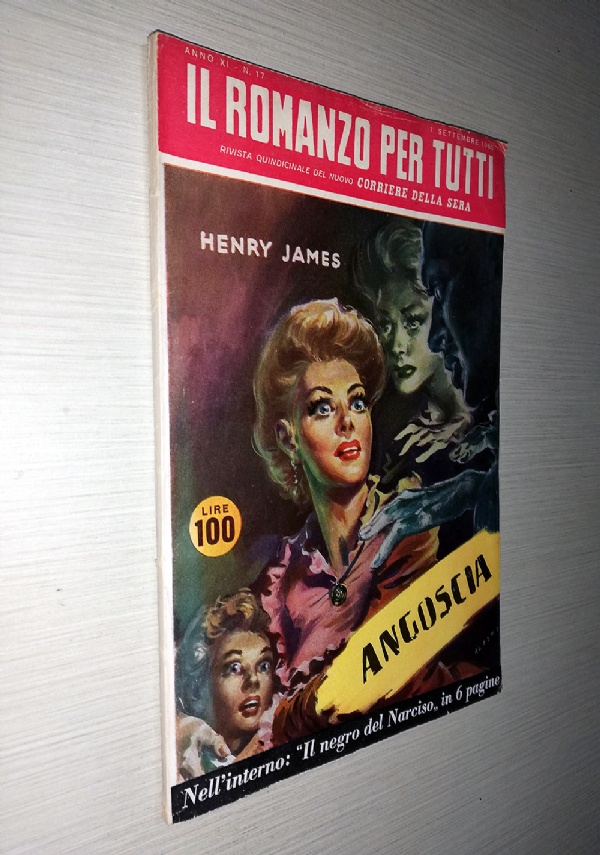 ANNO XI - N. 17
1 SETTEMBRE
IL ROMANZO PER TUTTI
RIVISTA QUINDICINALE DEL NUOVO CORRIERE DELLA SERA
HENRY JAMES
LIRE
100
ANGOSCIA
Nell'interno: "Il negro del Narciso„ in 6 pagine